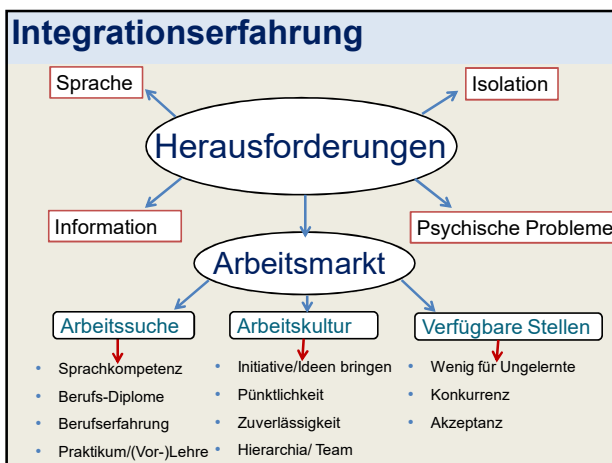 Integrationserfahrung
Sprache
Isolation
Herausforderungen
Information
Psychische Probleme
Arbeitsmarkt
Arbeitssuche
Arbeitskultur
Verfügbare Stellen
• Sprachkompetenz
• Berufs-Diplome
• Berufserfahrung
• Praktikum/(Vor-)Lehre
• Initiative/Ideen bringen
• Pünktlichkeit
• Zuverlässigkeit
• Hierarchia/ Team
• Wenig für Ungelernte
• Konkurrenz
• Akzeptanz